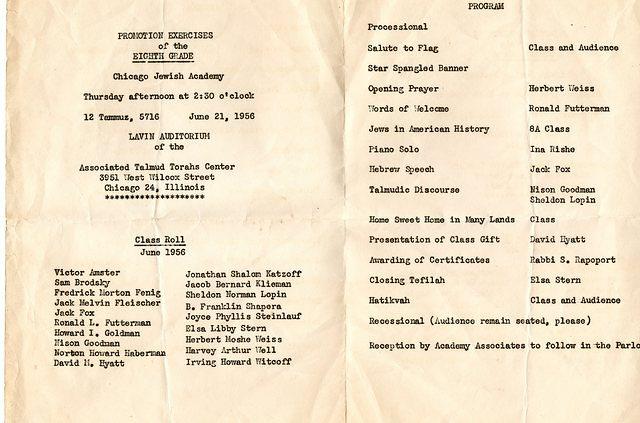 PROMOTION EXERCISES
of the
EIGHTH GRADE
Chicago Jewish Academy
Thursday afternoon at 2:30 o'clock
12 Tammuz, 5716 June 21, 1956
LAVIN AUDITORIUM
of the
Associated Talmud Torahs Center
3951 West Wilcox Street
Chicago 24, Illinois
*******************
Class Roll
June 1956
Victor Amster
Sam Brodsky
Fredrick Morton Fenig
Jack Melvin Fleischer
Jack Fox
Ronald L. Futterman
Howard I. Goldman
Nison Goodman
Norton Howard Haberman
David M. Hyatt
Jonathan Shalom Katzoff
Jacob Bernard Klieman
Sheldon Norman Lopin
B. Franklin Shapera
Joyce Phyllis Steinlauf
Elsa Libby Stern
Herbert Moshe Weiss
Harvey Arthur Well
Irving Howard Witcoff
PROGRAM
Processional
Salute to Flag Class and Audience
Star Spangled Banner
Opening Prayer Herbert Weiss
Words of Welcome Ronald Futterman
Jews in American History 8A Class
Piano Solo Ina Rishe
Hebrew Speech Jack Fox
Talmudic Discourse Nison Goodman
Sheldon Lopin
Home Sweet Home in Many Lands Class
Presentation of Class Gift David Hyatt
Awarding of Certificates Rabbi S. Rapoport
Closing Tefilah Elsa Stern
Hatikvah Class and Audience
Recessional (Audience remain seated, please)
Reception by Academy Associates to follow in the Parlo